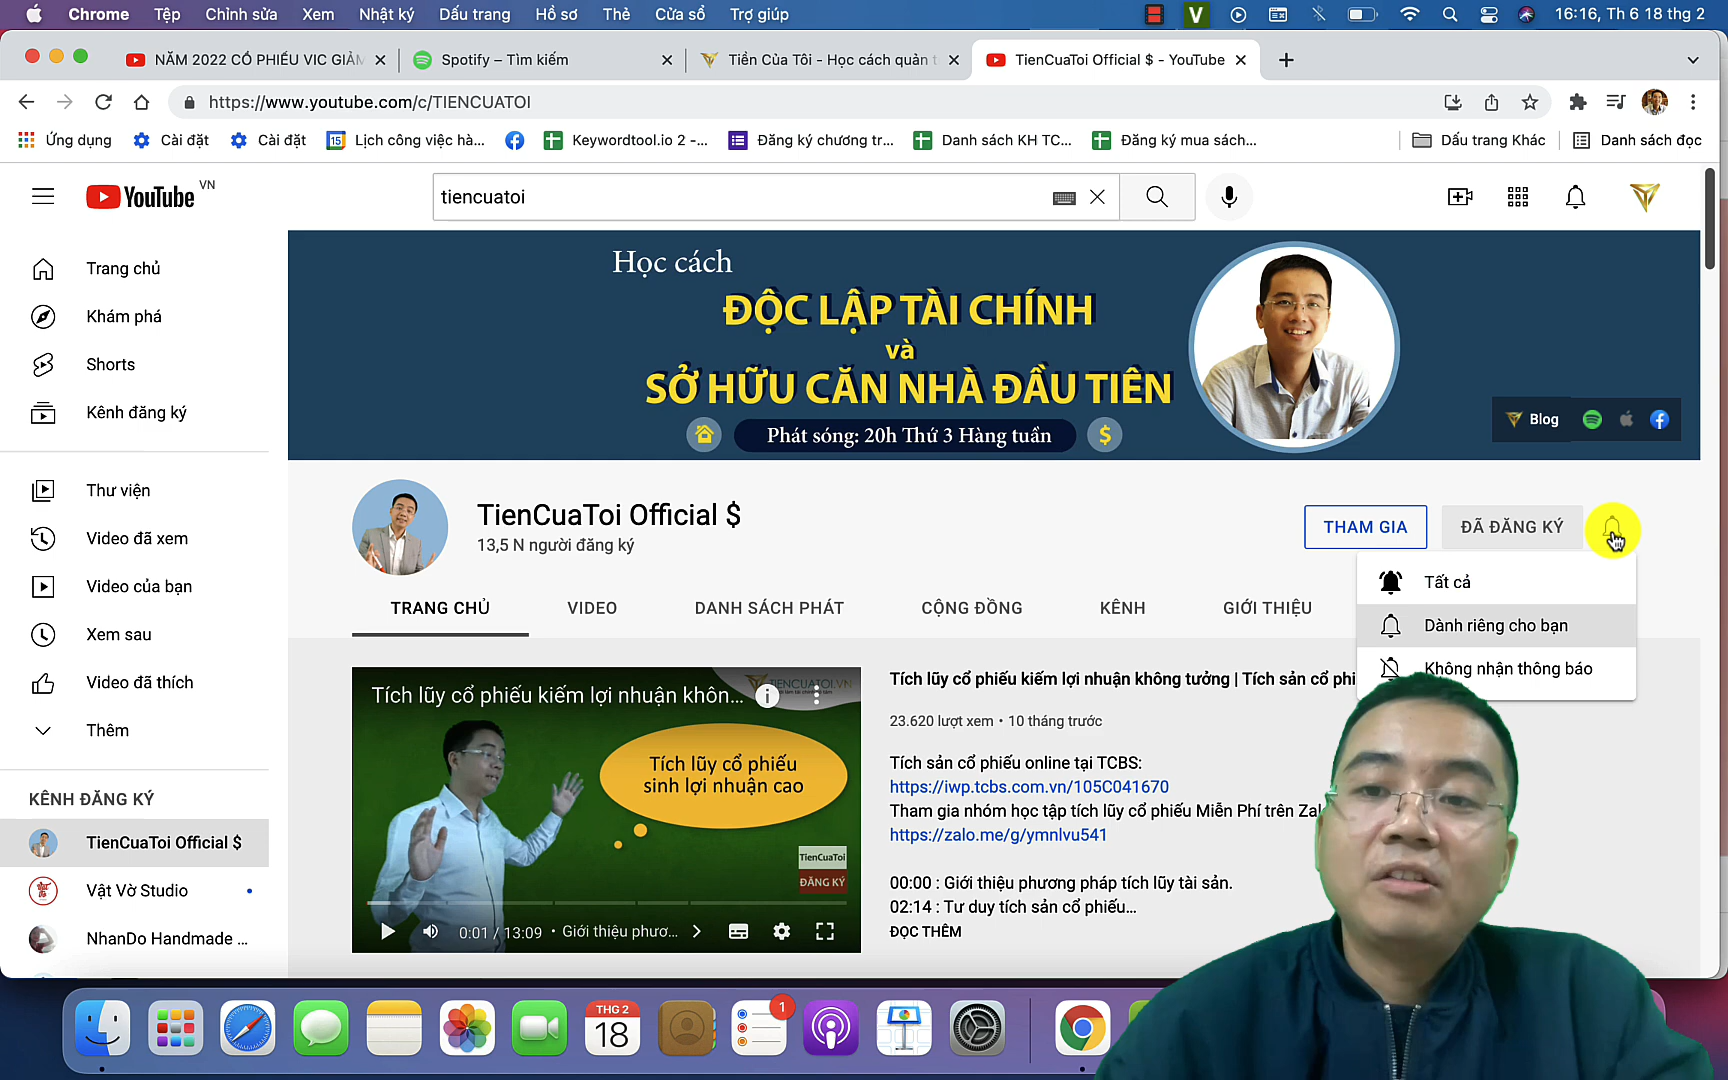 Chrome Tệp Chỉnh sửa Xem Nhật ký Dấu trang Hồ sơ Thẻ Cửa sổ Trợ giúp V 16:16, Th 6 18 thg 2
NĂM 2022 CỔ PHIẾU VIC GIẢM
Spotify – Tìm kiếm
Tiền Của Tôi - Học cách quản t
TienCuaToi Official $ - YouTube
https://www.youtube.com/c/TIENCUATOI
Ứng dụng Cài đặt Cài đặt 15 Lịch công việc hà... Keywordtool.io 2 -... Đăng ký chương tr... Danh sách KH TC... Đăng ký mua sách... Dấu trang Khác Danh sách đọc
YouTube VN
tiencuatoi
Trang chủ
Khám phá
Shorts
Kênh đăng ký
Thư viện
Video đã xem
Video của bạn
Xem sau
Video đã thích
Thêm
KÊNH ĐĂNG KÝ
TienCuaToi Official $
Vật Vờ Studio
NhanDo Handmade ...
Học cách
ĐỘC LẬP TÀI CHÍNH
và
SỞ HỮU CĂN NHÀ ĐẦU TIÊN
Phát sóng: 20h Thứ 3 Hàng tuần
$
Blog
TienCuaToi Official $
13,5 N người đăng ký
THAM GIA
ĐÃ ĐĂNG KÝ
Tất cả
Dành riêng cho bạn
Không nhận thông báo
TRANG CHỦ VIDEO DANH SÁCH PHÁT CỘNG ĐỒNG KÊNH GIỚI THIỆU
Tích lũy cổ phiếu kiếm lợi nhuận khôn...
TIENCUATOI.VN
Tích lũy cổ phiếu
sinh lợi nhuận cao
TienCuaToi
ĐĂNG KÝ
0:01 / 13:09 • Giới thiệu phươ...
Tích lũy cổ phiếu kiếm lợi nhuận không tưởng | Tích sản cổ phi
23.620 lượt xem • 10 tháng trước
Tích sản cổ phiếu online tại TCBS:
https://iwp.tcbs.com.vn/105C041670
Tham gia nhóm học tập tích lũy cổ phiếu Miễn Phí trên Zal
https://zalo.me/g/ymnlvu541
00:00 : Giới thiệu phương pháp tích lũy tài sản.
02:14 : Tư duy tích sản cổ phiếu...
ĐỌC THÊM
THG 2
18
1